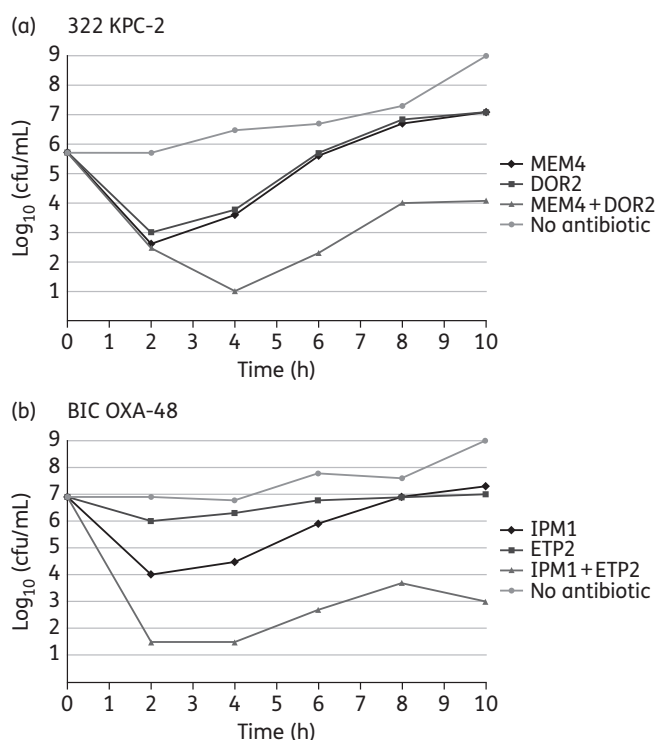 (a) 322 KPC-2
9
8
7
6
5
4
3
2
1
Log10 (cfu/mL)
0 1 2 3 4 5 6 7 8 9 10
Time (h)
MEM4
DOR2
MEM4+DOR2
No antibiotic
(b) BIC OXA-48
9
8
7
6
5
4
3
2
1
Log10 (cfu/mL)
0 1 2 3 4 5 6 7 8 9 10
Time (h)
IPM1
ETP2
IPM1+ETP2
No antibiotic